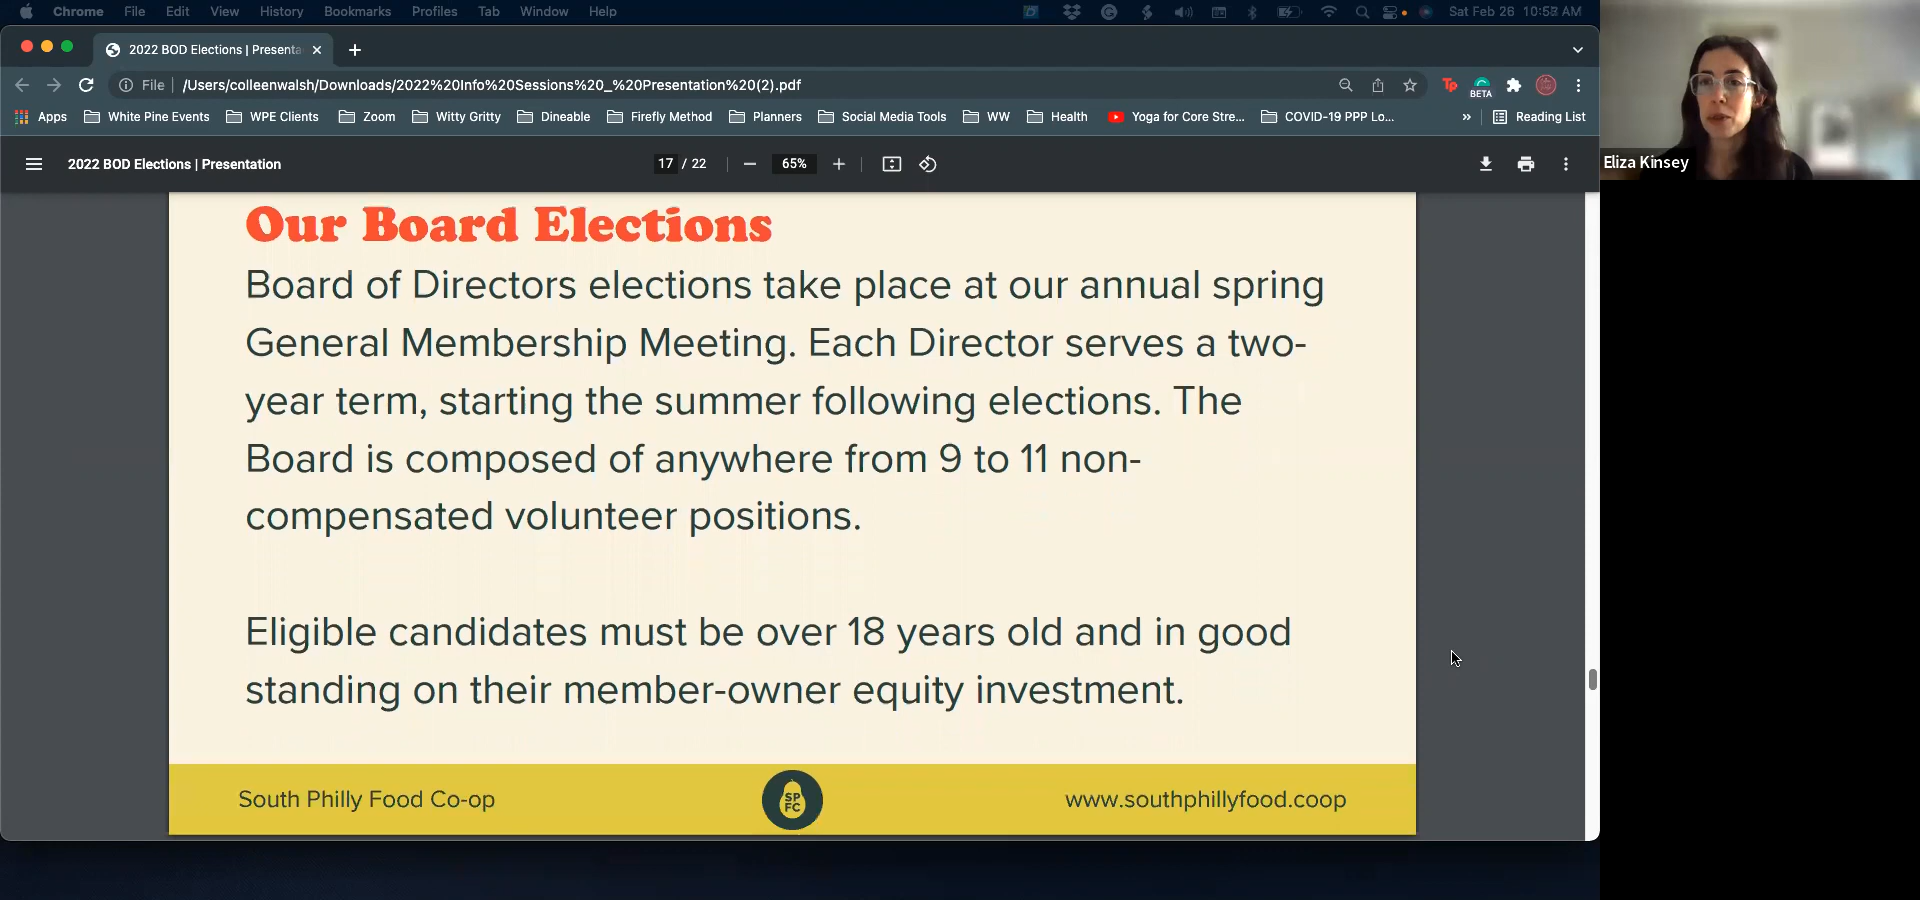 Chrome File Edit View History Bookmarks Profiles Tab Window Help Sat Feb 26 10:58 AM
2022 BOD Elections | Presenta
File /Users/colleenwalsh/Downloads/2022%20Info%20Sessions%20_%20Presentation%20(2).pdf Tp BETA
Apps White Pine Events WPE Clients Zoom Witty Gritty Dineable Firefly Method Planners Social Media Tools WW Health Yoga for Core Stre... COVID-19 PPP Lo... » Reading List
2022 BOD Elections | Presentation 17 / 22 65%
Eliza Kinsey
Our Board Elections
Board of Directors elections take place at our annual spring
General Membership Meeting. Each Director serves a two-
year term, starting the summer following elections. The
Board is composed of anywhere from 9 to 11 non-
compensated volunteer positions.
Eligible candidates must be over 18 years old and in good
standing on their member-owner equity investment.
South Philly Food Co-op
SP
FC
www.southphillyfood.coop